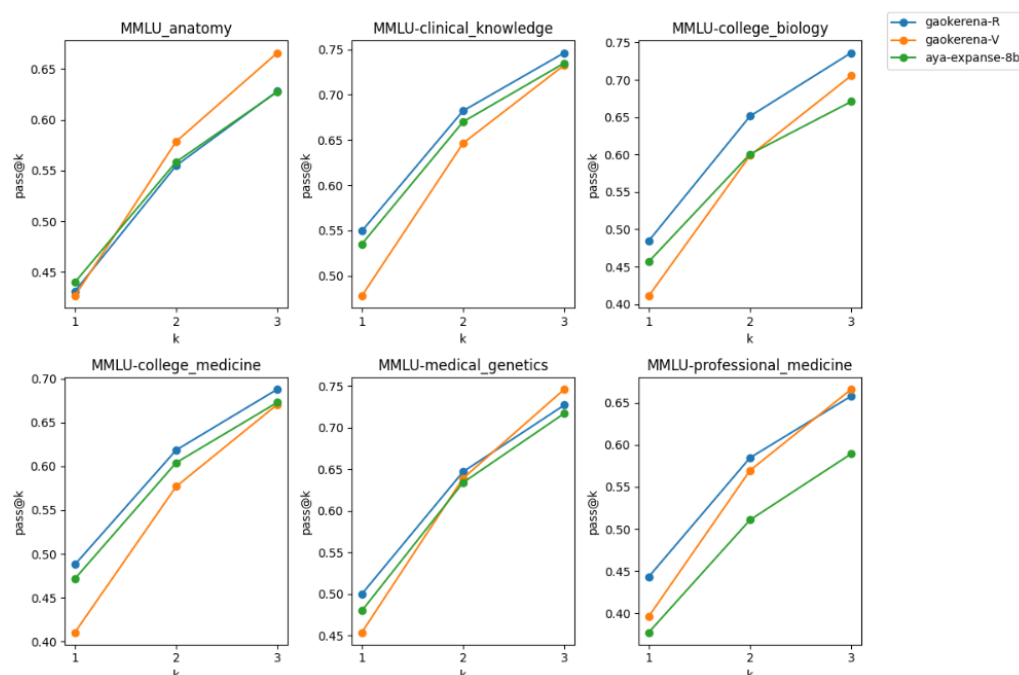 MMLU_anatomy
MMLU-clinical_knowledge
MMLU-college_biology
gaokerena-R
gaokerena-V
aya-expanse-8b
pass@k
0.65
0.60
0.55
0.50
0.45
1
2
3
k
pass@k
0.75
0.70
0.65
0.60
0.55
0.50
1
2
3
k
pass@k
0.75
0.70
0.65
0.60
0.55
0.50
0.45
0.40
1
2
3
k
MMLU-college_medicine
MMLU-medical_genetics
MMLU-professional_medicine
pass@k
0.70
0.65
0.60
0.55
0.50
0.45
0.40
1
2
3
k
pass@k
0.75
0.70
0.65
0.60
0.55
0.50
0.45
1
2
3
k
pass@k
0.65
0.60
0.55
0.50
0.45
0.40
1
2
3
k